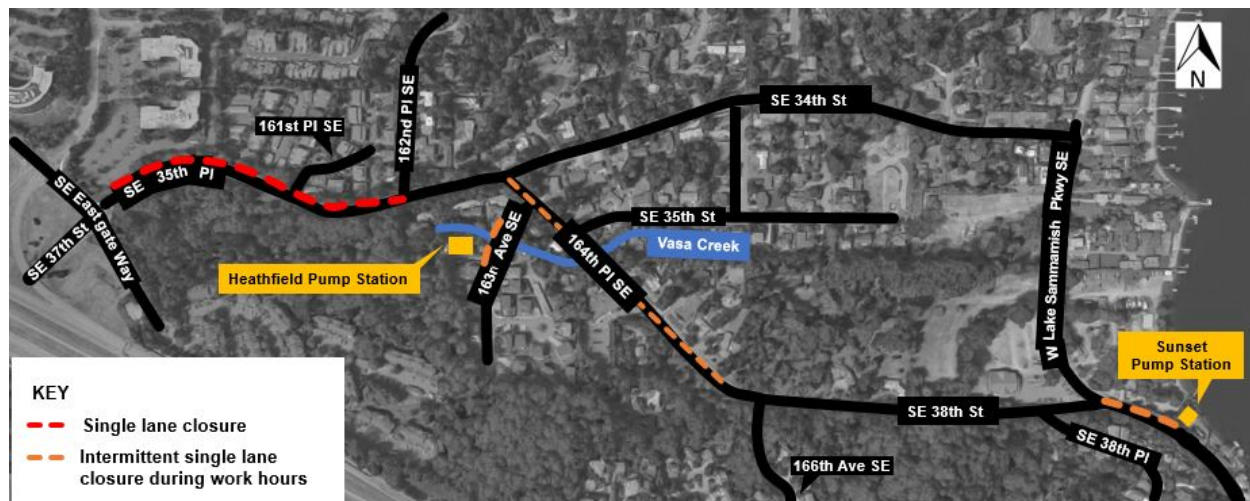 SE 34th St
N
162nd Pl SE
161st Pl SE
SE 35th Pl
SE 35th St
W Lake Sammamish Pkwy SE
SE Eastgate Way
SE 37th St
163n Ave SE
164th Pl SE
Vasa Creek
Heathfield Pump Station
Sunset
Pump Station
SE 38th St
SE 38th Pl
166th Ave SE
KEY
Single lane closure
Intermittent single lane
closure during work hours